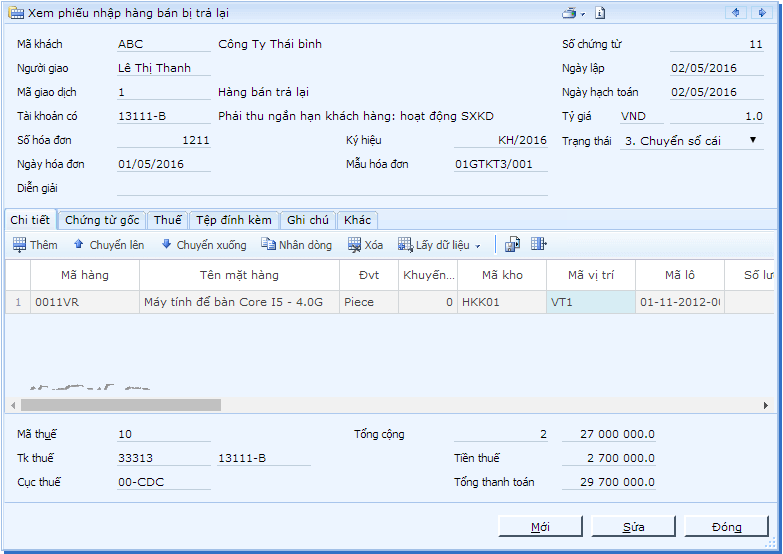 Xem phiếu nhập hàng bán bị trả lại
Mã khách ABC Công Ty Thái bình Số chứng từ 11
Người giao Lê Thị Thanh Ngày lập 02/05/2016
Mã giao dịch 1 Hàng bán trả lại Ngày hạch toán 02/05/2016
Tài khoản có 13111-B Phải thu ngắn hạn khách hàng: hoạt động SXKD Tỷ giá VND 1.0
Số hóa đơn 1211 Ký hiệu KH/2016 Trạng thái 3. Chuyển sổ cái
Ngày hóa đơn 01/05/2016 Mẫu hóa đơn 01GTKT3/001
Diễn giải
Chi tiết Chứng từ gốc Thuế Tệp đính kèm Ghi chú Khác
Thêm Chuyển lên Chuyển xuống Nhân dòng Xóa Lấy dữ liệu
Mã hàng Tên mặt hàng Đvt Khuyến... Mã kho Mã vị trí Mã lô Số lư
1 0011VR Máy tính để bàn Core I5 - 4.0G Piece 0 HKK01 VT1 01-11-2012-0
Mã thuế 10 Tổng cộng 2 27 000 000.0
Tk thuế 33313 13111-B Tiền thuế 2 700 000.0
Cục thuế 00-CDC Tổng thanh toán 29 700 000.0
Mới Sửa Đóng